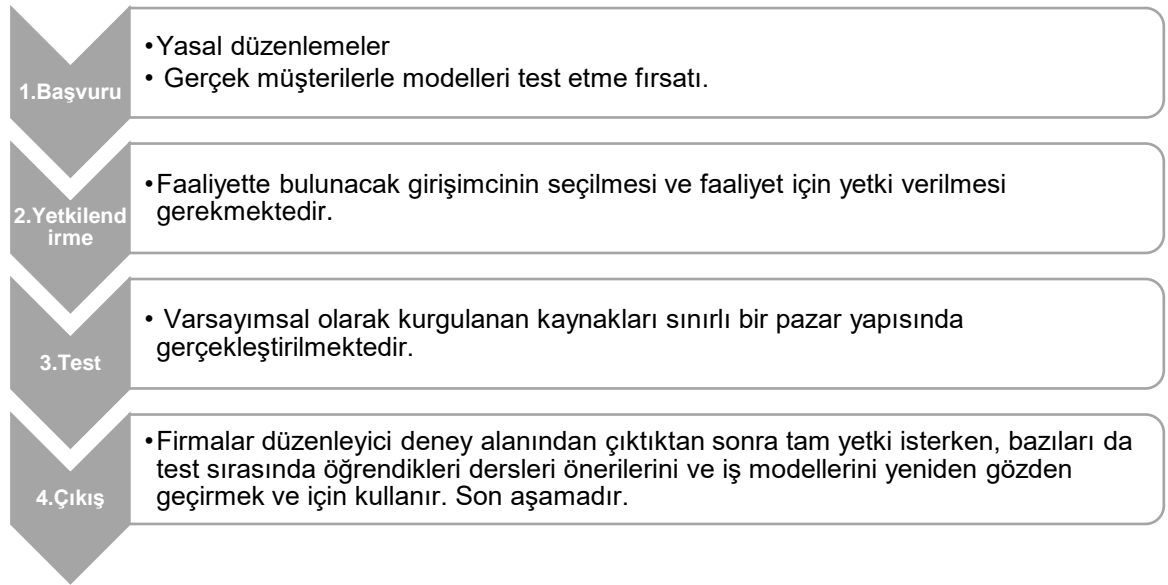 1.Başvuru
•Yasal düzenlemeler
• Gerçek müşterilerle modelleri test etme fırsatı.
2.Yetkilend
irme
•Faaliyette bulunacak girişimcinin seçilmesi ve faaliyet için yetki verilmesi
gerekmektedir.
3.Test
• Varsayımsal olarak kurgulanan kaynakları sınırlı bir pazar yapısında
gerçekleştirilmektedir.
4.Çıkış
•Firmalar düzenleyici deney alanından çıktıktan sonra tam yetki isterken, bazıları da
test sırasında öğrendikleri dersleri önerilerini ve iş modellerini yeniden gözden
geçirmek ve için kullanır. Son aşamadır.